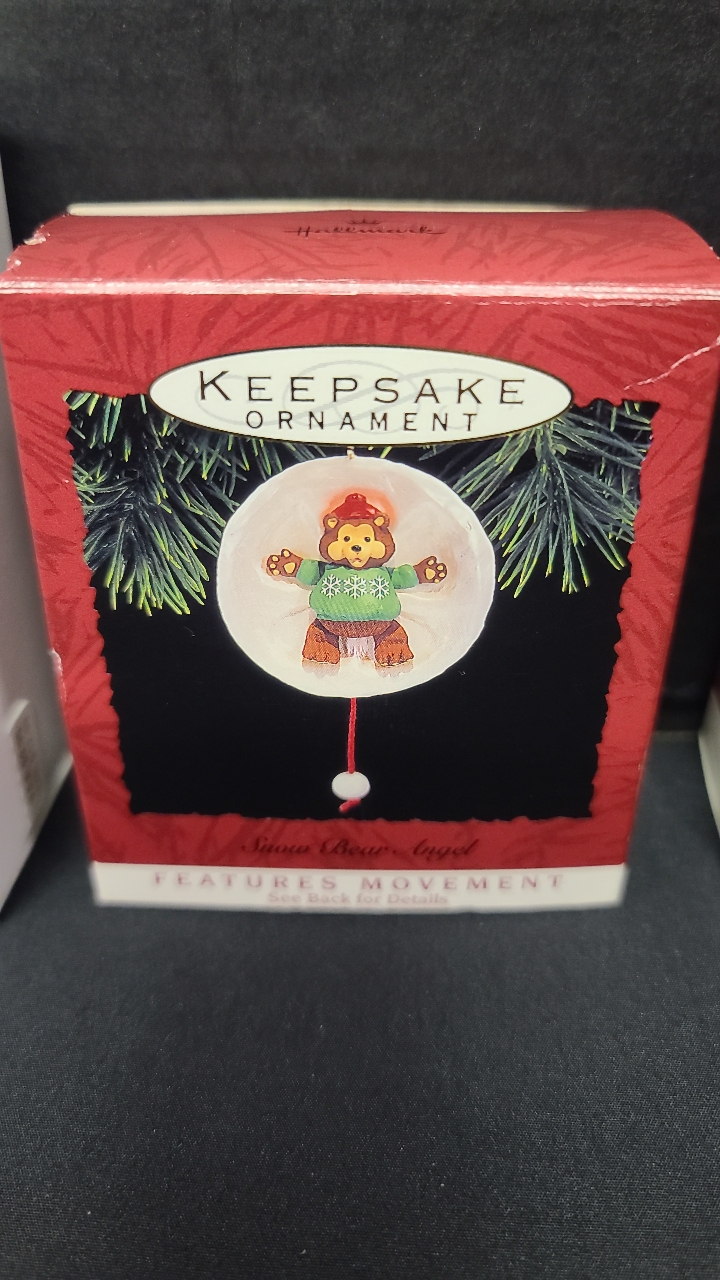 Hallmark
KEEPSAKE
ORNAMENT
Snow Bear Angel
FEATURES MOVEMENT
See Back for Details